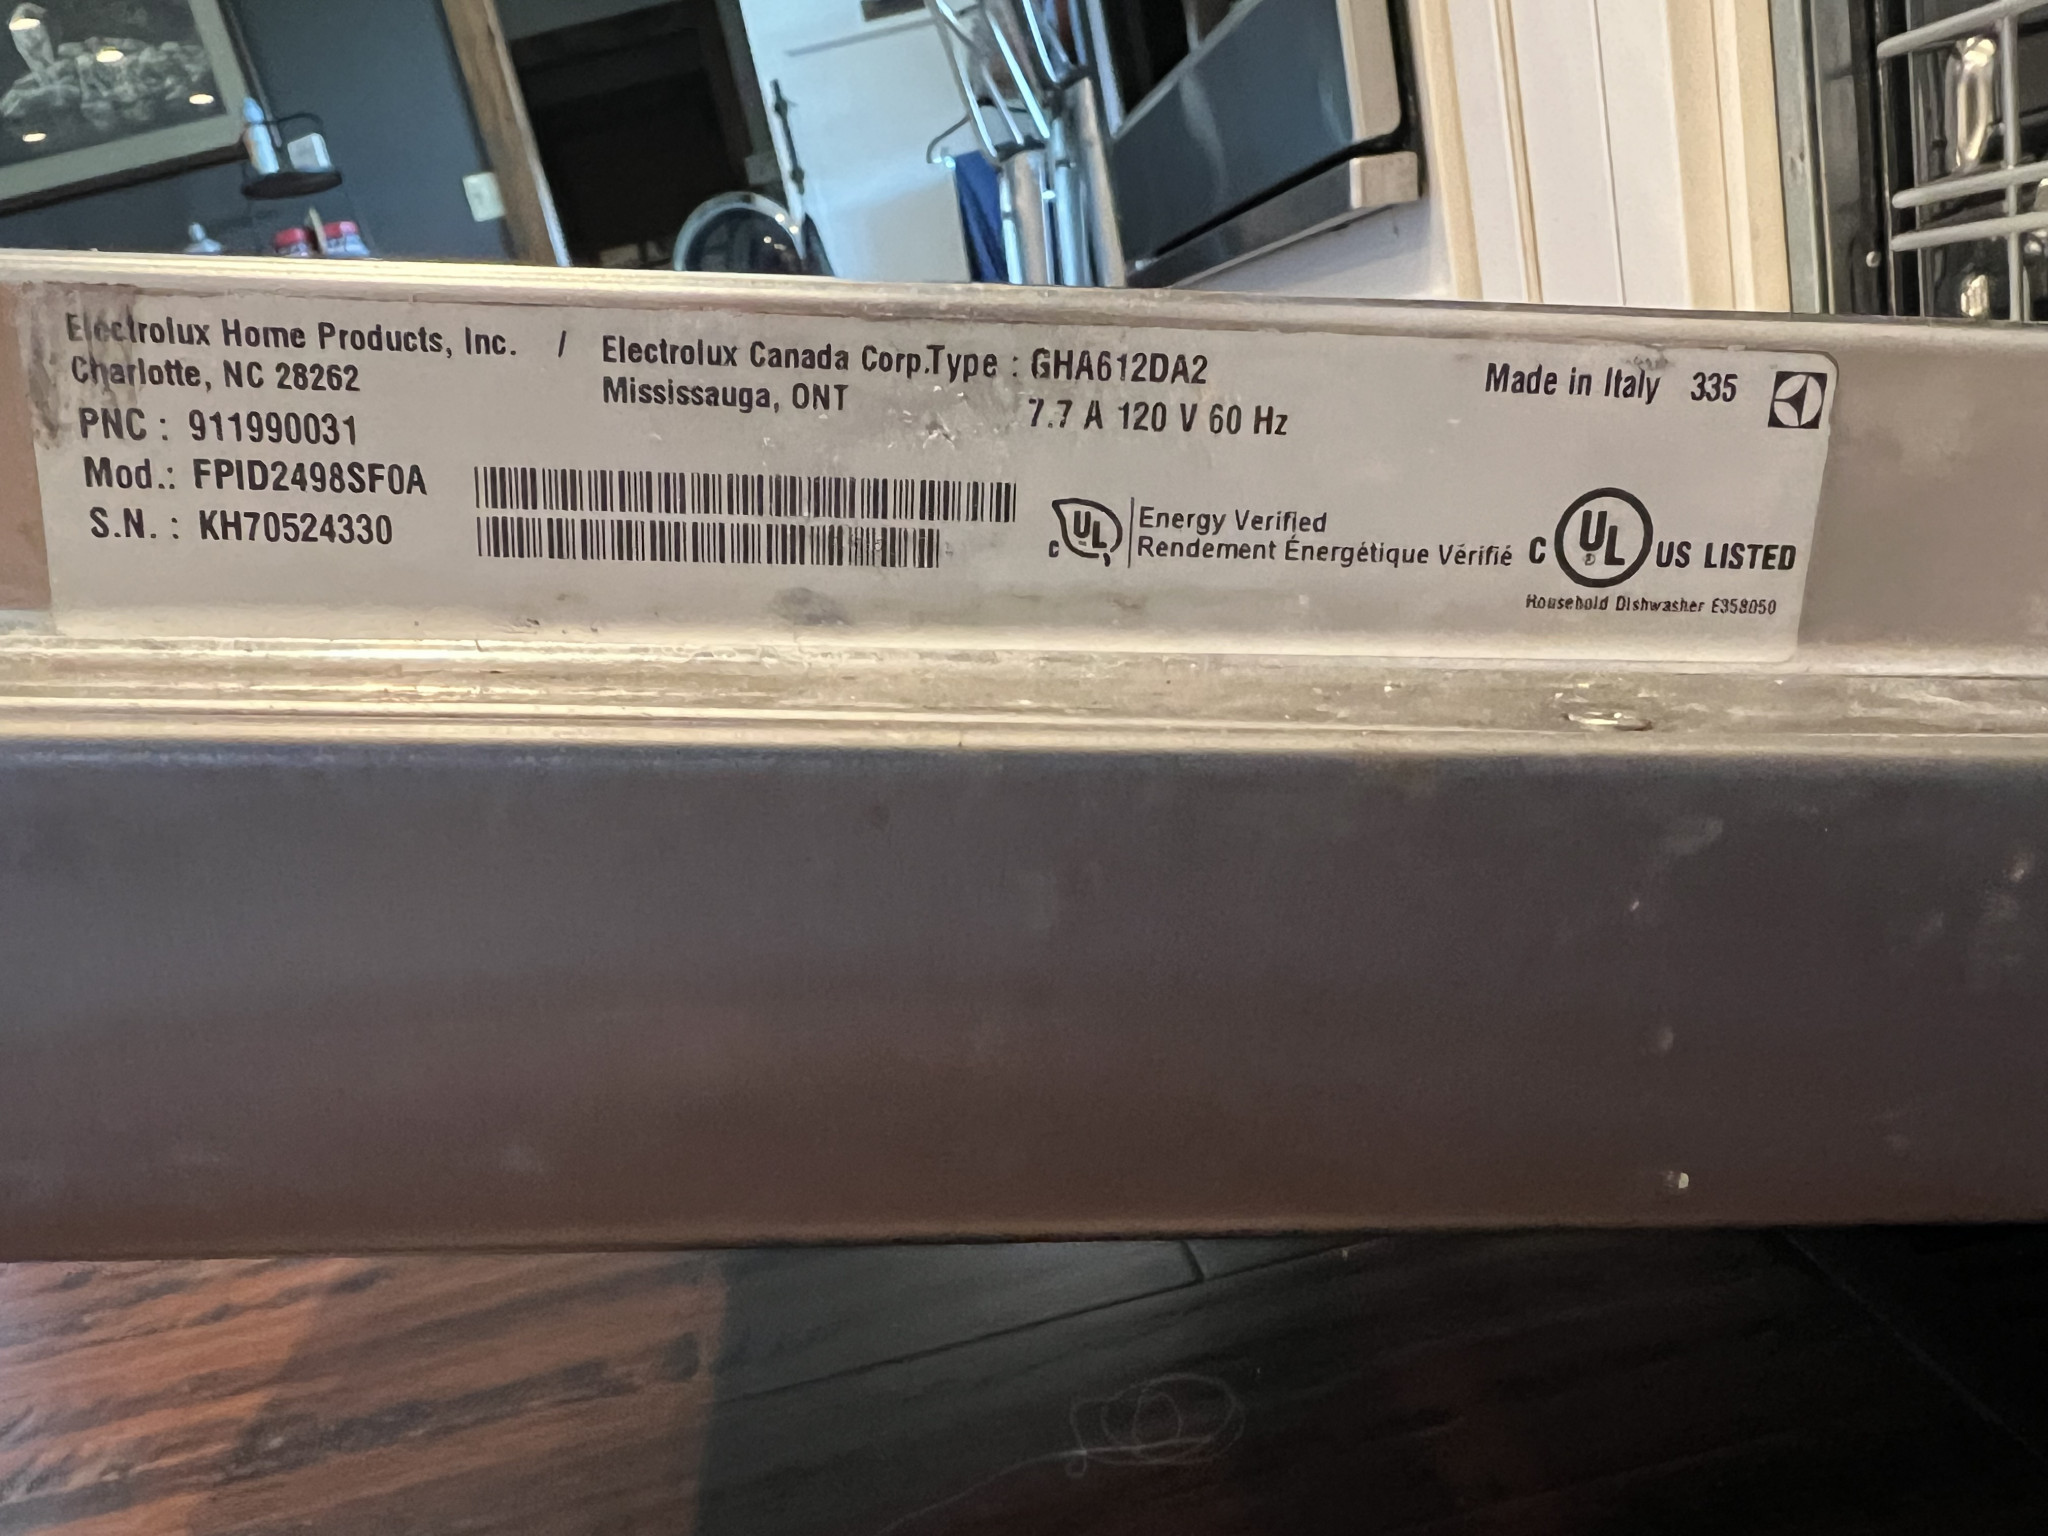 Electrolux Home Products, Inc. / Electrolux Canada Corp. Type : GHA612DA2 Made in Italy 335
Charlotte, NC 28262 Mississauga, ONT 7.7 A 120 V 60 Hz
PNC : 911990031
Mod.: FPID2498SF0A
S.N. : KH70524330
c UL Energy Verified
Rendement Énergétique Vérifié
C UL ® US LISTED
Household Dishwasher E358050